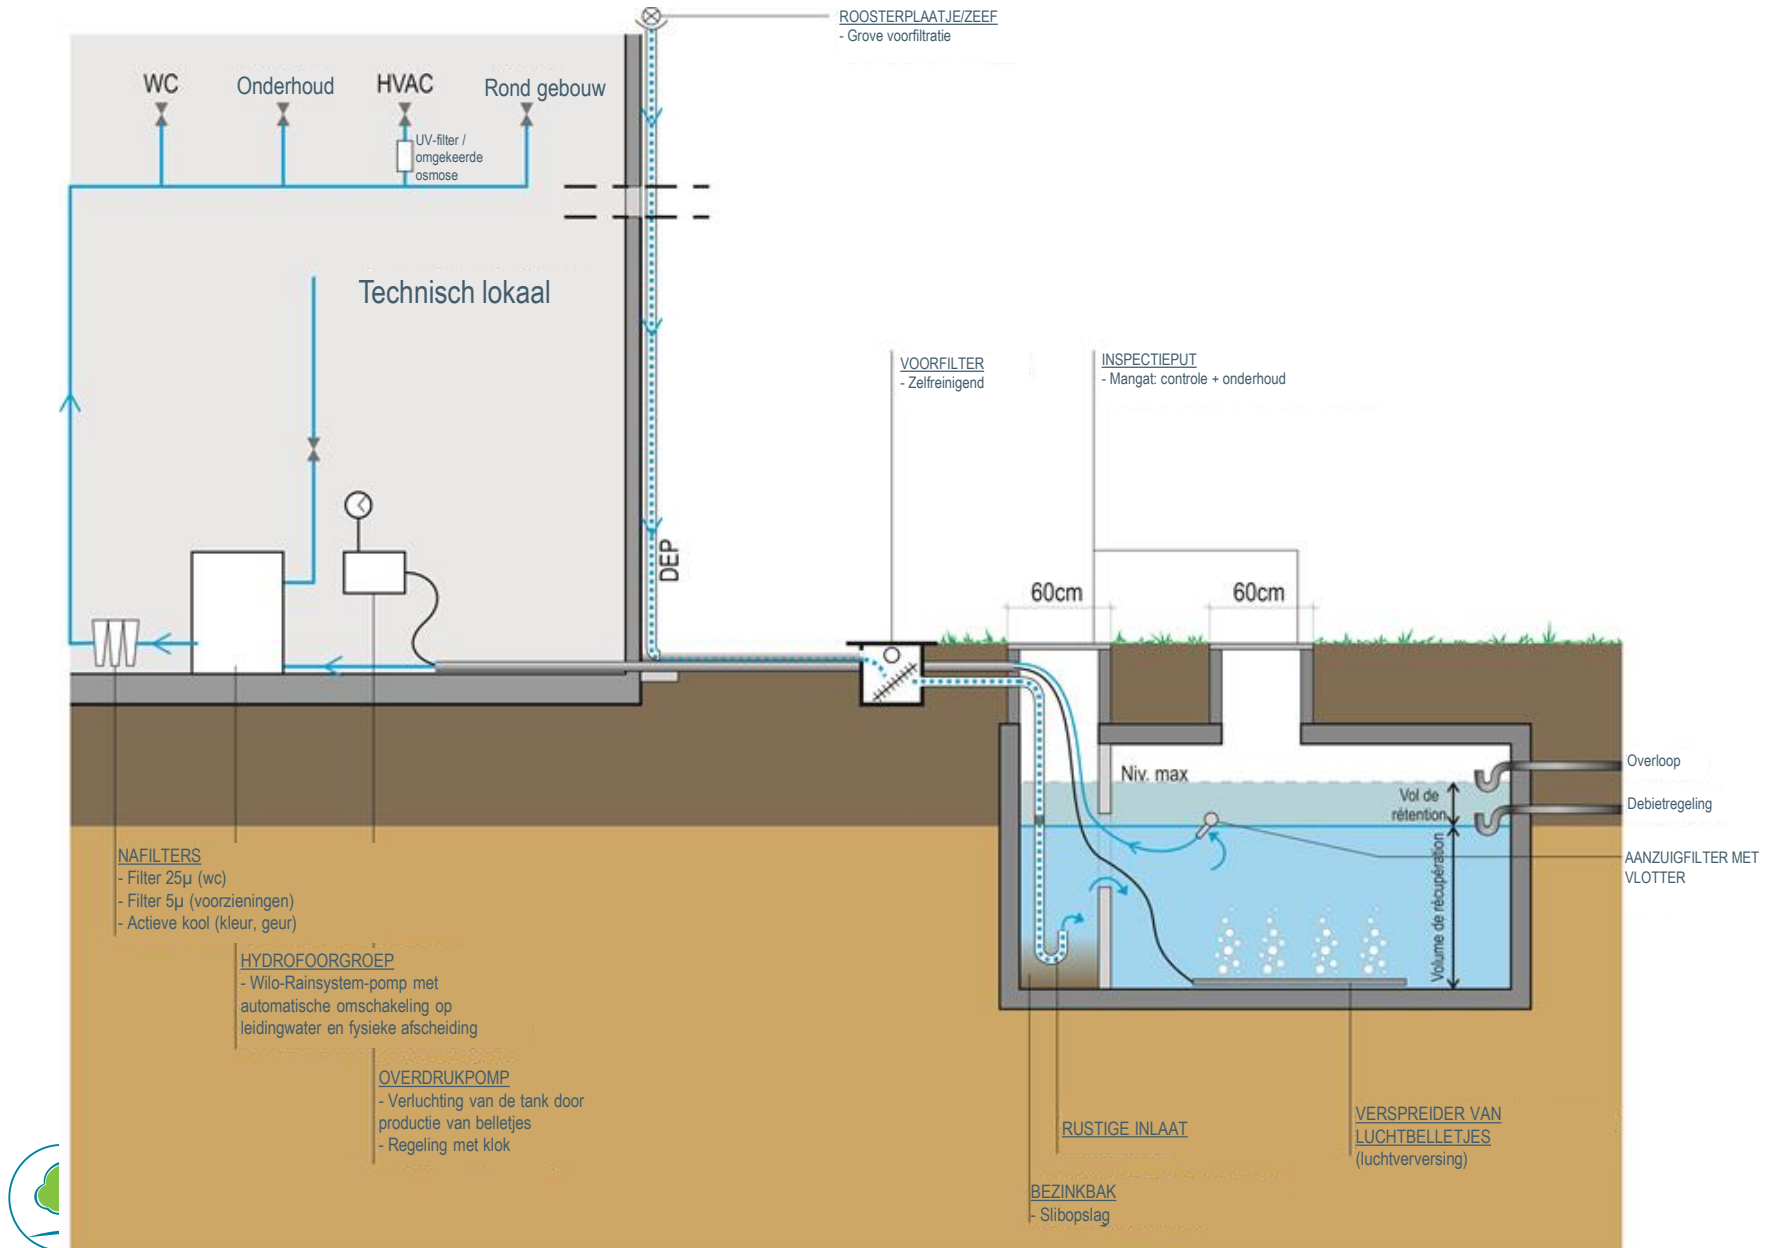 ROOSTERPLAATJE/ZEEF
- Grove voorfiltratie
WC
Onderhoud
HVAC
Rond gebouw
UV-filter /
omgekeerde
osmose
Technisch lokaal
VOORFILTER
- Zelfreinigend
INSPECTIEPUT
- Mangat: controle + onderhoud
DEP
60cm
60cm
Niv. max
Vol de
rétention
Volume de récupération
Overloop
Debietregeling
AANZUIGFILTER MET
VLOTTER
NAFILTERS
- Filter 25µ (wc)
- Filter 5µ (voorzieningen)
- Actieve kool (kleur, geur)
HYDROFOORGROEP
- Wilo-Rainsystem-pomp met
automatische omschakeling op
leidingwater en fysieke afscheiding
OVERDRUKPOMP
- Verluchting van de tank door
productie van belletjes
- Regeling met klok
RUSTIGE INLAAT
BEZINKBAK
- Slibopslag
VERSPREIDER VAN
LUCHTBELLETJES
(luchtverversing)